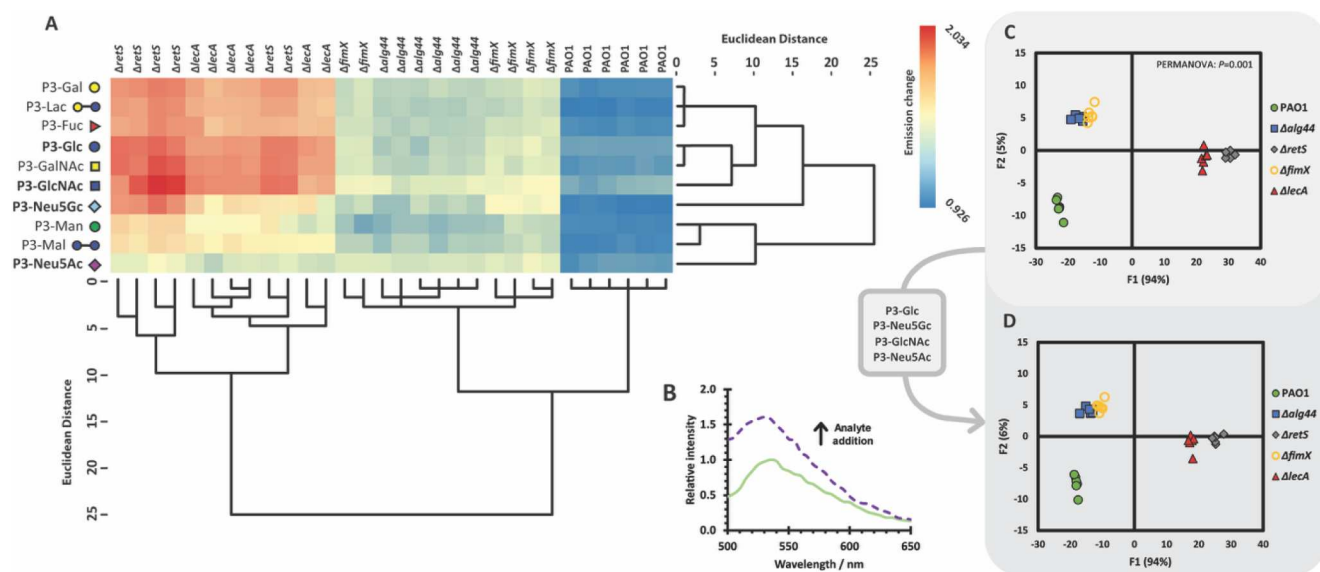 A
ΔretS ΔretS ΔretS ΔretS ΔlecA ΔlecA ΔlecA ΔlecA ΔretS ΔretS ΔlecA ΔlecA ΔfimX ΔfimX Δalg44 Δalg44 Δalg44 Δalg44 Δalg44 Δalg44 ΔfimX ΔfimX ΔfimX ΔfimX PAO1 PAO1 PAO1 PAO1 PAO1 PAO1
P3-Gal
P3-Lac
P3-Fuc
P3-Glc
P3-GalNAc
P3-GlcNAc
P3-Neu5Gc
P3-Man
P3-Mal
P3-Neu5Ac
Euclidean Distance
0 5 10 15 20 25
Emission change
2.034
0.926
Euclidean Distance
0
5
10
15
20
25
B
Relative intensity
2.0
1.5
1.0
0.5
0.0
Analyte
addition
500 550 600 650
Wavelength / nm
P3-Glc
P3-Neu5Gc
P3-GlcNAc
P3-Neu5Ac
C
PERMANOVA: P=0.001
F2 (5%)
15
10
5
0
-5
-10
-15
-30 -20 -10 0 10 20 30 40
F1 (94%)
PAO1
Δalg44
ΔretS
ΔfimX
ΔlecA
D
F2 (6%)
15
10
5
0
-5
-10
-15
-30 -20 -10 0 10 20 30 40
F1 (94%)
PAO1
Δalg44
ΔretS
ΔfimX
ΔlecA